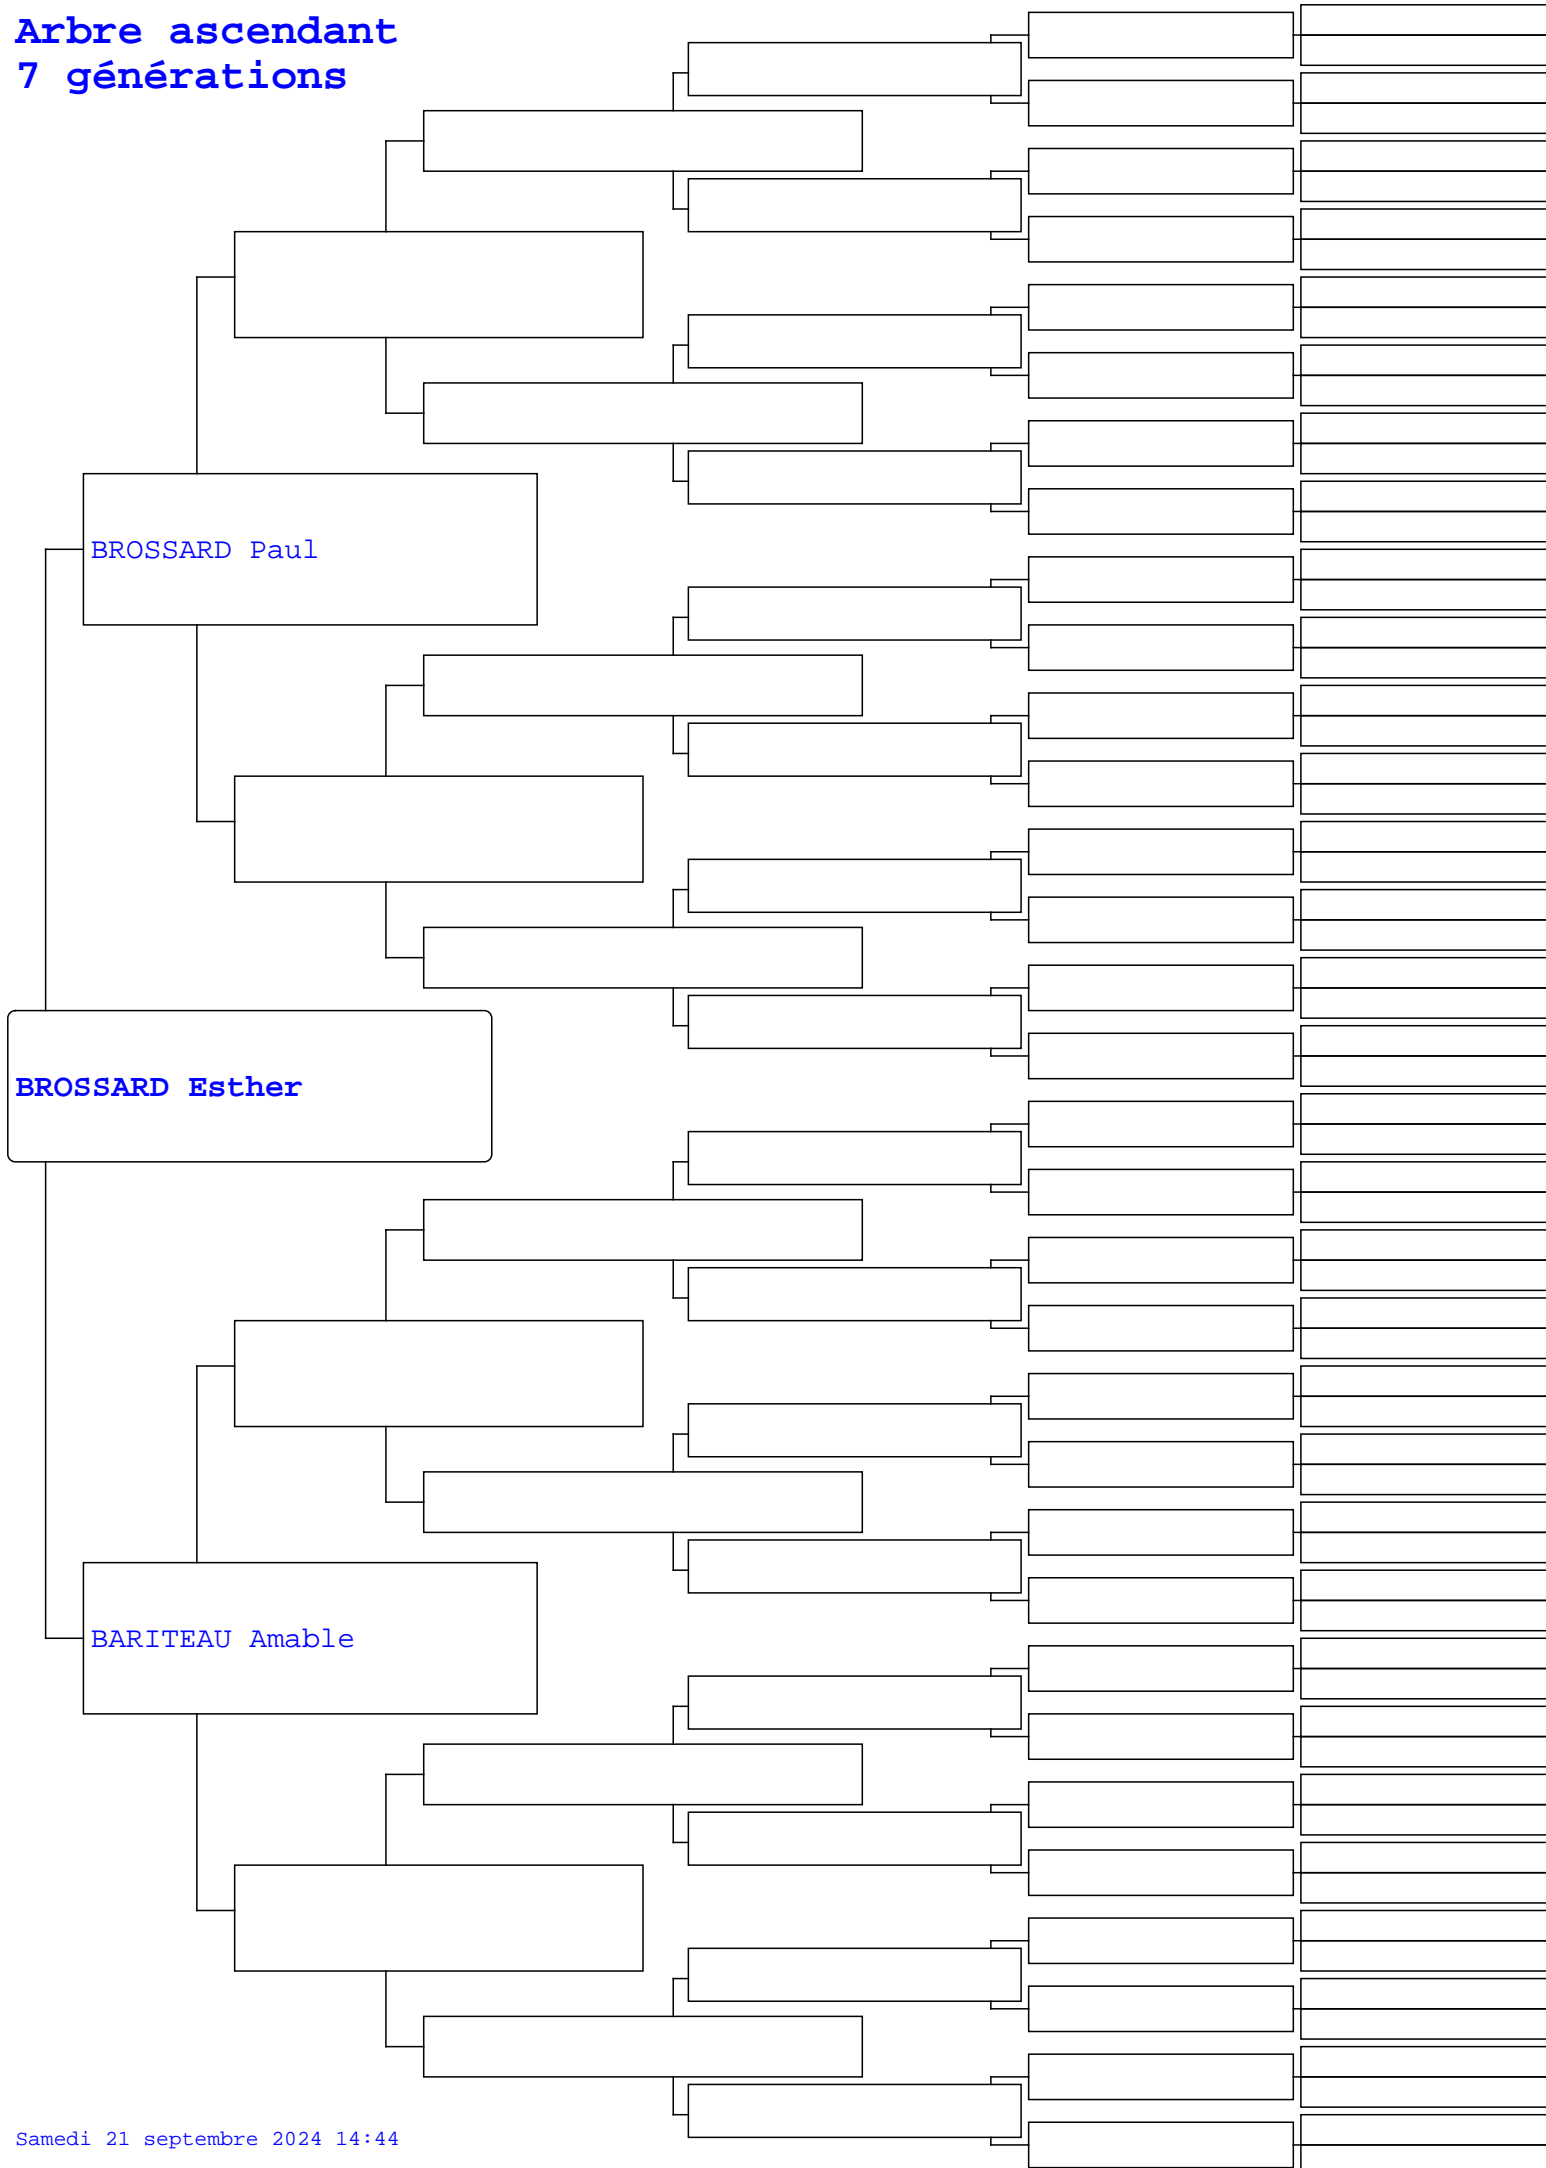 Arbre ascendant
7 générations
BROSSARD Paul
BROSSARD Esther
BARITEAU Amable
Samedi 21 septembre 2024 14:44